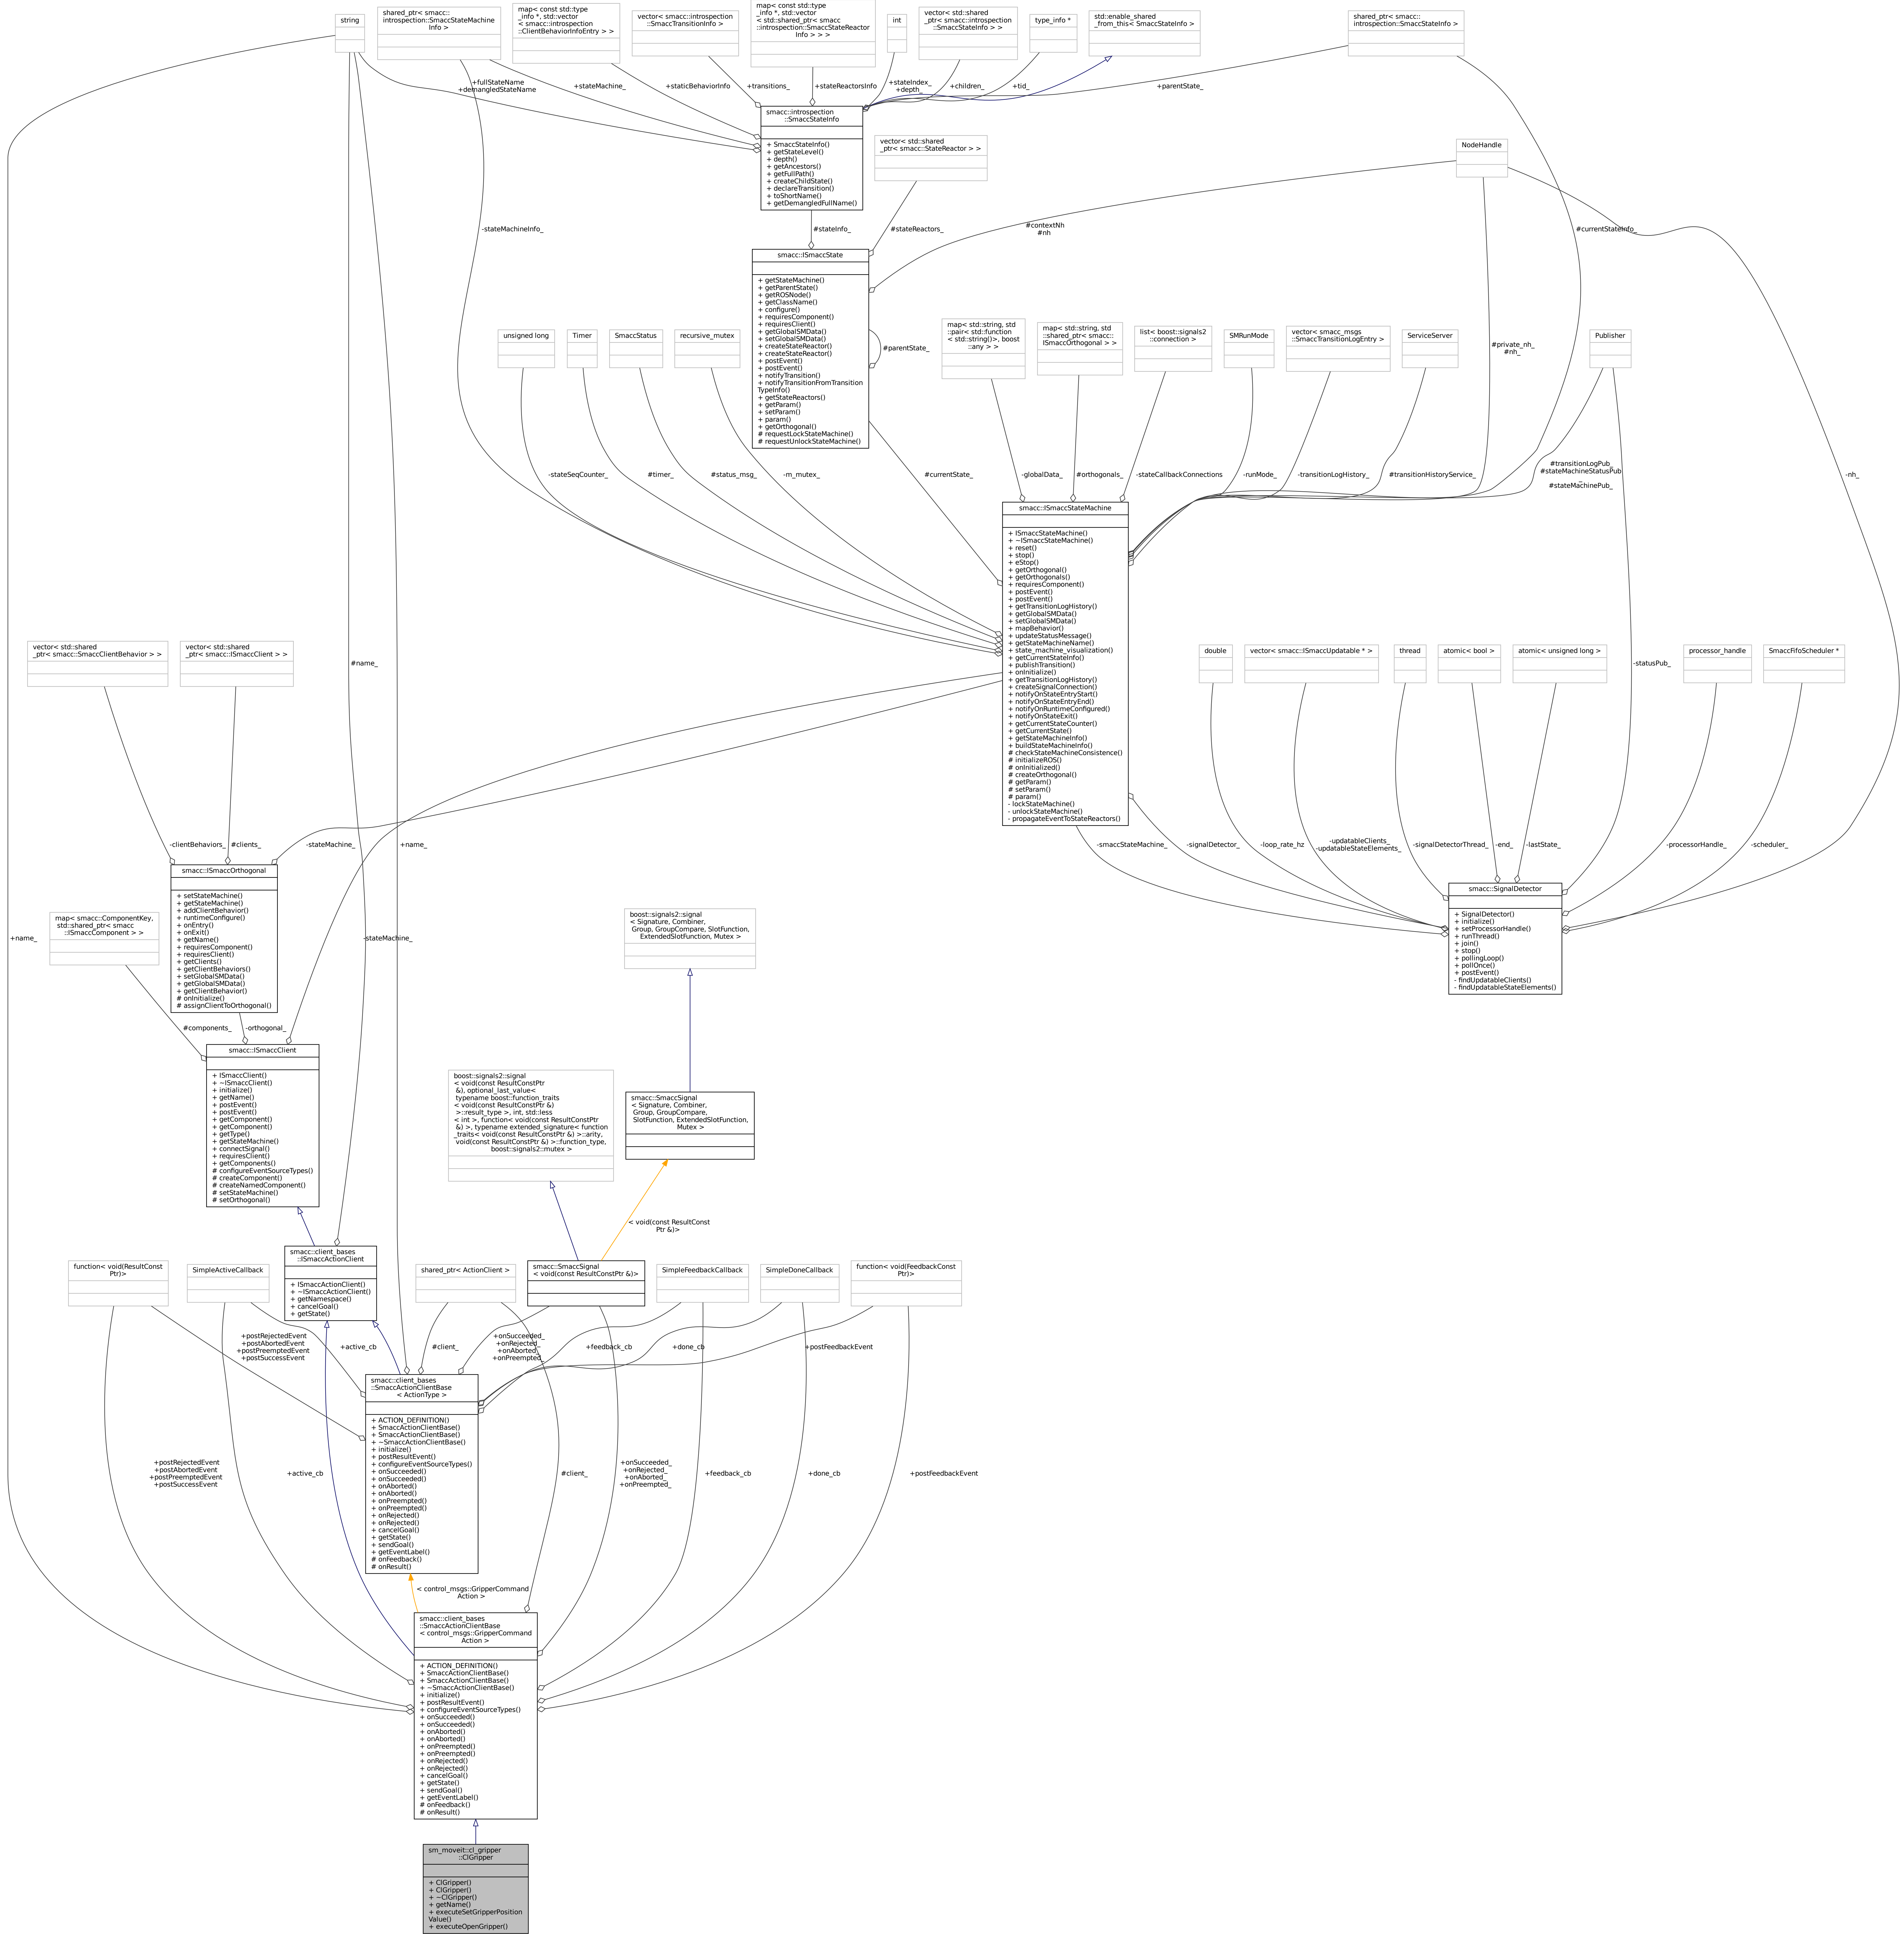 string
shared_ptr< smacc::
introspection::SmaccStateMachine
Info >
map< const std::type
_info *, std::vector
< smacc::introspection
::ClientBehaviorInfoEntry > >
vector< smacc::introspection
::SmaccTransitionInfo >
map< const std::type
_info *, std::vector
< std::shared_ptr< smacc
::introspection::SmaccStateReactor
Info > > >
int
vector< std::shared
_ptr< smacc::introspection
::SmaccStateInfo > >
type_info *
std::enable_shared
_from_this< SmaccStateInfo >
shared_ptr< smacc::
introspection::SmaccStateInfo >
+fullStateName
+demangledStateName
+stateMachine_
+staticBehaviorInfo
+transitions_
+stateReactorsInfo
+stateIndex_
+depth_
+children_
+tid_
+parentState_
smacc::introspection
::SmaccStateInfo
+ SmaccStateInfo()
+ getStateLevel()
+ depth()
+ getAncestors()
+ getFullPath()
+ createChildState()
+ declareTransition()
+ toShortName()
+ getDemangledFullName()
vector< std::shared
_ptr< smacc::StateReactor > >
NodeHandle
-stateMachineInfo_
#stateInfo_
#stateReactors_
#contextNh
#nh
#currentStateInfo_
smacc::ISmaccState
+ getStateMachine()
+ getParentState()
+ getROSNode()
+ getClassName()
+ configure()
+ requiresComponent()
+ requiresClient()
+ getGlobalSMData()
+ setGlobalSMData()
+ createStateReactor()
+ createStateReactor()
+ postEvent()
+ postEvent()
+ notifyTransition()
+ notifyTransitionFromTransition
TypeInfo()
+ getStateReactors()
+ getParam()
+ setParam()
+ param()
+ getOrthogonal()
# requestLockStateMachine()
# requestUnlockStateMachine()
#parentState_
unsigned long
Timer
SmaccStatus
recursive_mutex
map< std::string, std
::pair< std::function
< std::string()>, boost
::any > >
map< std::string, std
::shared_ptr< smacc::
ISmaccOrthogonal > >
list< boost::signals2
::connection >
SMRunMode
vector< smacc_msgs
::SmaccTransitionLogEntry >
ServiceServer
#private_nh_
#nh_
Publisher
-stateSeqCounter_
#timer_
#status_msg_
-m_mutex_
#currentState_
-globalData_
#orthogonals_
-stateCallbackConnections
-runMode_
-transitionLogHistory_
#transitionHistoryService_
#transitionLogPub_
#stateMachineStatusPub
_
#stateMachinePub_
-nh_
smacc::ISmaccStateMachine
+ ISmaccStateMachine()
+ ~ISmaccStateMachine()
+ reset()
+ stop()
+ eStop()
+ getOrthogonal()
+ getOrthogonals()
+ requiresComponent()
+ postEvent()
+ postEvent()
+ getTransitionLogHistory()
+ getGlobalSMData()
+ setGlobalSMData()
+ mapBehavior()
+ updateStatusMessage()
+ getStateMachineName()
+ state_machine_visualization()
+ getCurrentStateInfo()
+ publishTransition()
+ onInitialize()
+ getTransitionLogHistory()
+ createSignalConnection()
+ notifyOnStateEntryStart()
+ notifyOnStateEntryEnd()
+ notifyOnRuntimeConfigured()
+ notifyOnStateExit()
+ getCurrentStateCounter()
+ getCurrentState()
+ getStateMachineInfo()
+ buildStateMachineInfo()
# checkStateMachineConsistence()
# initializeROS()
# onInitialized()
# createOrthogonal()
# getParam()
# setParam()
# param()
- lockStateMachine()
- unlockStateMachine()
- propagateEventToStateReactors()
vector< std::shared
_ptr< smacc::SmaccClientBehavior > >
vector< std::shared
_ptr< smacc::ISmaccClient > >
#name_
double
vector< smacc::ISmaccUpdatable * >
thread
atomic< bool >
atomic< unsigned long >
-statusPub_
processor_handle
SmaccFifoScheduler *
-clientBehaviors_
#clients_
-stateMachine_
+name_
-smaccStateMachine_
-signalDetector_
-loop_rate_hz
-updatableClients_
-updatableStateElements_
-signalDetectorThread_
-end_
-lastState_
-processorHandle_
-scheduler_
smacc::ISmaccOrthogonal
+ setStateMachine()
+ getStateMachine()
+ addClientBehavior()
+ runtimeConfigure()
+ onEntry()
+ onExit()
+ getName()
+ requiresComponent()
+ requiresClient()
+ getClients()
+ getClientBehaviors()
+ setGlobalSMData()
+ getGlobalSMData()
+ getClientBehavior()
# onInitialize()
# assignClientToOrthogonal()
smacc::SignalDetector
+ SignalDetector()
+ initialize()
+ setProcessorHandle()
+ runThread()
+ join()
+ stop()
+ pollingLoop()
+ pollOnce()
+ postEvent()
- findUpdatableClients()
- findUpdatableStateElements()
map< smacc::ComponentKey,
std::shared_ptr< smacc
::ISmaccComponent > >
boost::signals2::signal
< Signature, Combiner,
Group, GroupCompare, SlotFunction,
ExtendedSlotFunction, Mutex >
+name_
-stateMachine_
#components_
-orthogonal_
smacc::ISmaccClient
+ ISmaccClient()
+ ~ISmaccClient()
+ initialize()
+ getName()
+ postEvent()
+ postEvent()
+ getComponent()
+ getComponent()
+ getType()
+ getStateMachine()
+ connectSignal()
+ requiresClient()
+ getComponents()
# configureEventSourceTypes()
# createComponent()
# createNamedComponent()
# setStateMachine()
# setOrthogonal()
boost::signals2::signal
< void(const ResultConstPtr
&), optional_last_value<
typename boost::function_traits
< void(const ResultConstPtr &)
>::result_type >, int, std::less
< int >, function< void(const ResultConstPtr
&) >, typename extended_signature< function
_traits< void(const ResultConstPtr &) >::arity,
void(const ResultConstPtr &) >::function_type,
boost::signals2::mutex >
smacc::SmaccSignal
< Signature, Combiner,
Group, GroupCompare,
SlotFunction, ExtendedSlotFunction,
Mutex >
< void(const ResultConst
Ptr &)>
function< void(ResultConst
Ptr)>
SimpleActiveCallback
smacc::client_bases
::ISmaccActionClient
+ ISmaccActionClient()
+ ~ISmaccActionClient()
+ getNamespace()
+ cancelGoal()
+ getState()
shared_ptr< ActionClient >
smacc::SmaccSignal
< void(const ResultConstPtr &)>
SimpleFeedbackCallback
SimpleDoneCallback
function< void(FeedbackConst
Ptr)>
+postRejectedEvent
+postAbortedEvent
+postPreemptedEvent
+postSuccessEvent
+active_cb
#client_
+onSucceeded_
+onRejected_
+onAborted_
+onPreempted_
+feedback_cb
+done_cb
+postFeedbackEvent
smacc::client_bases
::SmaccActionClientBase
< ActionType >
+ ACTION_DEFINITION()
+ SmaccActionClientBase()
+ SmaccActionClientBase()
+ ~SmaccActionClientBase()
+ initialize()
+ postResultEvent()
+ configureEventSourceTypes()
+ onSucceeded()
+ onSucceeded()
+ onAborted()
+ onAborted()
+ onPreempted()
+ onPreempted()
+ onRejected()
+ onRejected()
+ cancelGoal()
+ getState()
+ sendGoal()
+ getEventLabel()
# onFeedback()
# onResult()
+postRejectedEvent
+postAbortedEvent
+postPreemptedEvent
+postSuccessEvent
+active_cb
#client_
+onSucceeded_
+onRejected_
+onAborted_
+onPreempted_
+feedback_cb
+done_cb
+postFeedbackEvent
< control_msgs::GripperCommand
Action >
smacc::client_bases
::SmaccActionClientBase
< control_msgs::GripperCommand
Action >
+ ACTION_DEFINITION()
+ SmaccActionClientBase()
+ SmaccActionClientBase()
+ ~SmaccActionClientBase()
+ initialize()
+ postResultEvent()
+ configureEventSourceTypes()
+ onSucceeded()
+ onSucceeded()
+ onAborted()
+ onAborted()
+ onPreempted()
+ onPreempted()
+ onRejected()
+ onRejected()
+ cancelGoal()
+ getState()
+ sendGoal()
+ getEventLabel()
# onFeedback()
# onResult()
sm_moveit::cl_gripper
::ClGripper
+ ClGripper()
+ ClGripper()
+ ~ClGripper()
+ getName()
+ executeSetGripperPosition
Value()
+ executeOpenGripper()